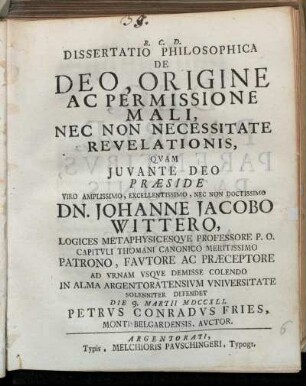 B. C. D.
DISSERTATIO PHILOSOPHICA
DE
DEO, ORIGINE
AC PERMISSIONE
MALI,
NEC NON NECESSITATE
REVELATIONIS,
QVAM
JUVANTE DEO
PRÆSIDE
VIRO AMPLISSIMO, EXCELLENTISSIMO, NEC NON DOCTISSIMO
DN. JOHANNE JACOBO
WITTERO,
LOGICES METAPHYSICESQVE PROFESSORE P. O.
CAPITVLI THOMANI CANONICO MERITISSIMO
PATRONO, FAVTORE AC PRÆCEPTORE
AD VRNAM VSQVE DEMISSE COLENDO
IN ALMA ARGENTORATENSIVM VNIVERSITATE
SOLENNITER DEFENDET
DIE 9. MARTII MDCCXLI.
PETRVS CONRADVS FRIES,
MONTISBELGARDENSIS, AVCTOR.
ARGENTORATI,
Typis, MELCHIORIS PAVSCHINGERI, Typogr.
6